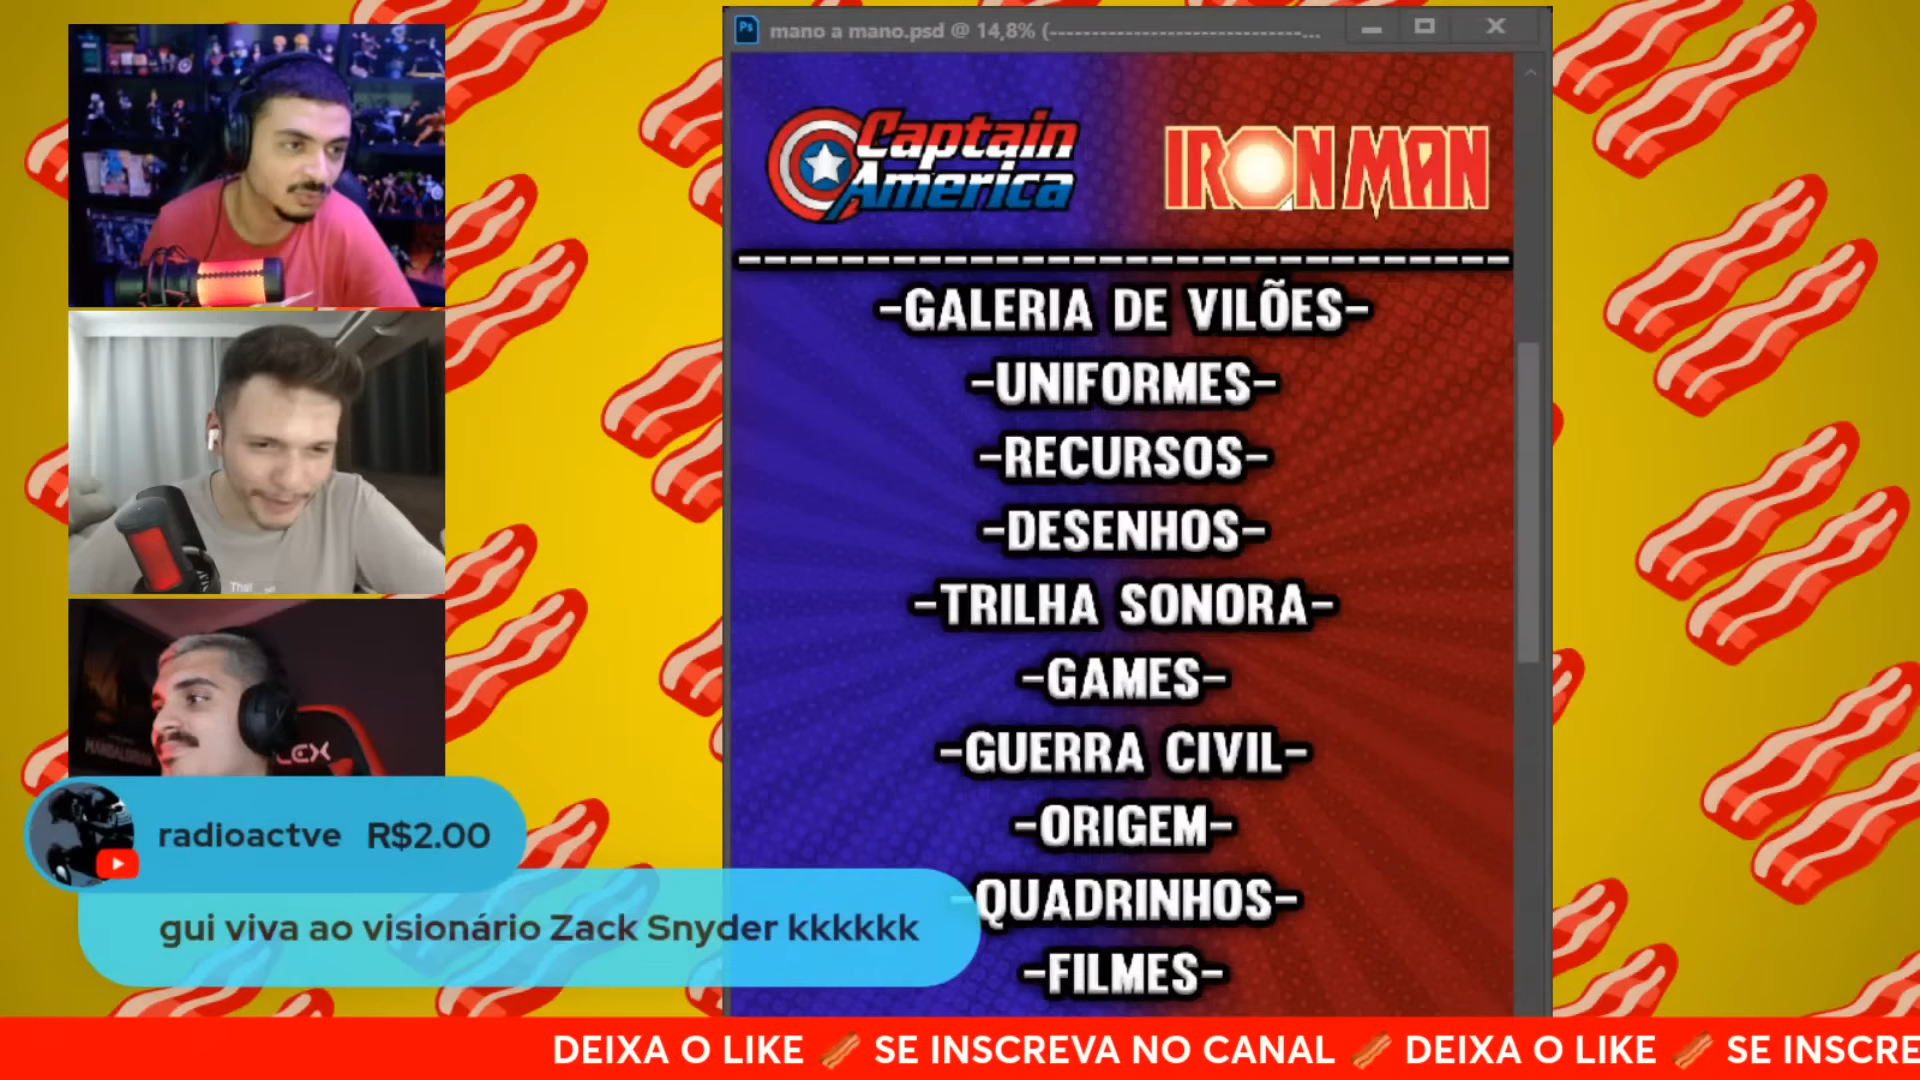 mano a mano.psd @ 14,8% (------------------------------...
Captain
America
IRON MAN
-GALERIA DE VILÕES-
-UNIFORMES-
-RECURSOS-
-DESENHOS-
-TRILHA SONORA-
-GAMES-
-GUERRA CIVIL-
-ORIGEM-
-QUADRINHOS-
-FILMES-
That
MANDALORIAN
radioactve R$2.00
gui viva ao visionário Zack Snyder kkkkkk
DEIXA O LIKE SE INSCREVA NO CANAL DEIXA O LIKE SE INSCRE